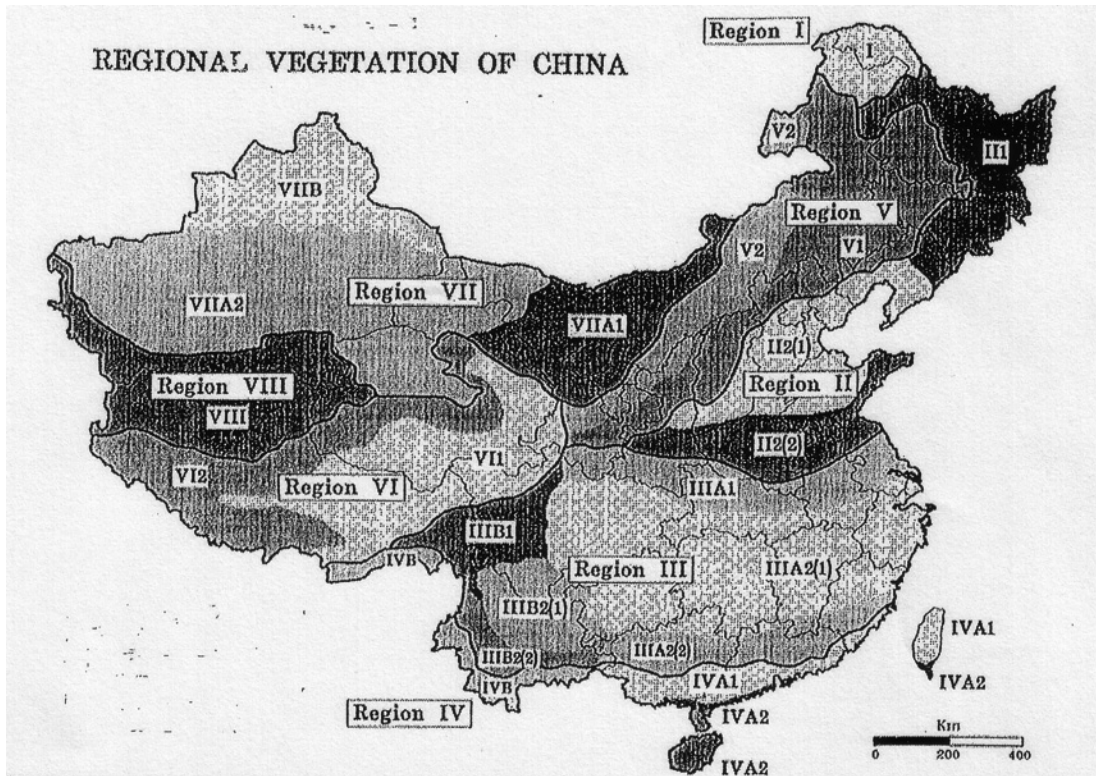 Region I
REGIONAL VEGETATION OF CHINA
I
V2
II1
VIIB
Region V
V2
V1
Region VII
VIIA2
VIIA1
II2(1)
Region VIII
Region II
VIII
II2(2)
VI1
VI2
Region VI
IIIA1
IIIB1
IVB
Region III
IIIA2(1)
IIIB2(1)
IVA1
IIIB2(2)
IIIA2(2)
IVA2
IVB
IVA1
Region IV
IVA2
Km
0 200 400
IVA2